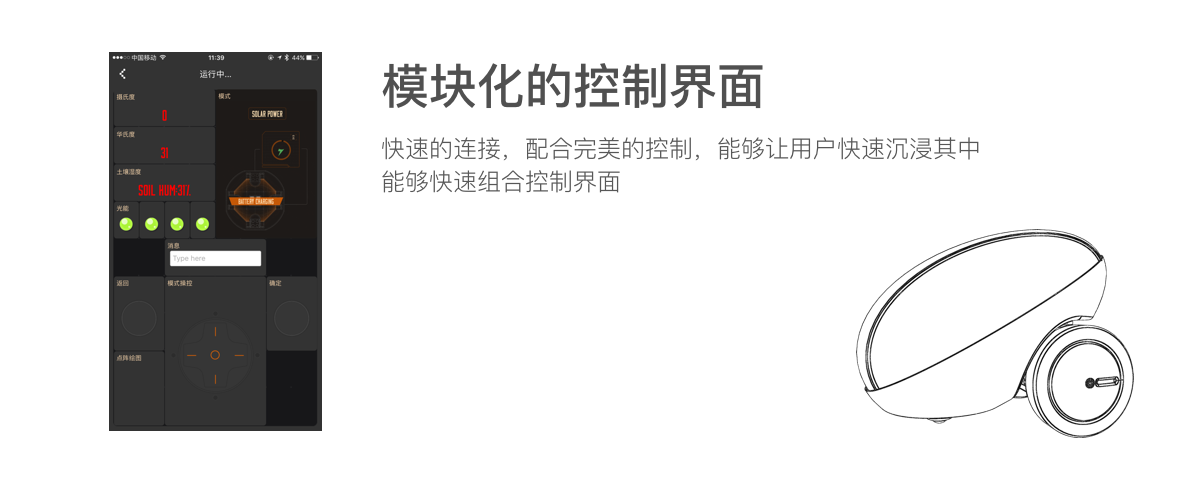 中国移动 11:39 44%
运行中...
摄氏度
0
模式
SOLAR POWER
华氏度
31
土壤湿度
SOIL HUM:317.
BATTERY CHARGING
光能
消息
Type here
返回
模式操控
确定
点阵绘图
模块化的控制界面
快速的连接，配合完美的控制，能够让用户快速沉浸其中
能够快速组合控制界面